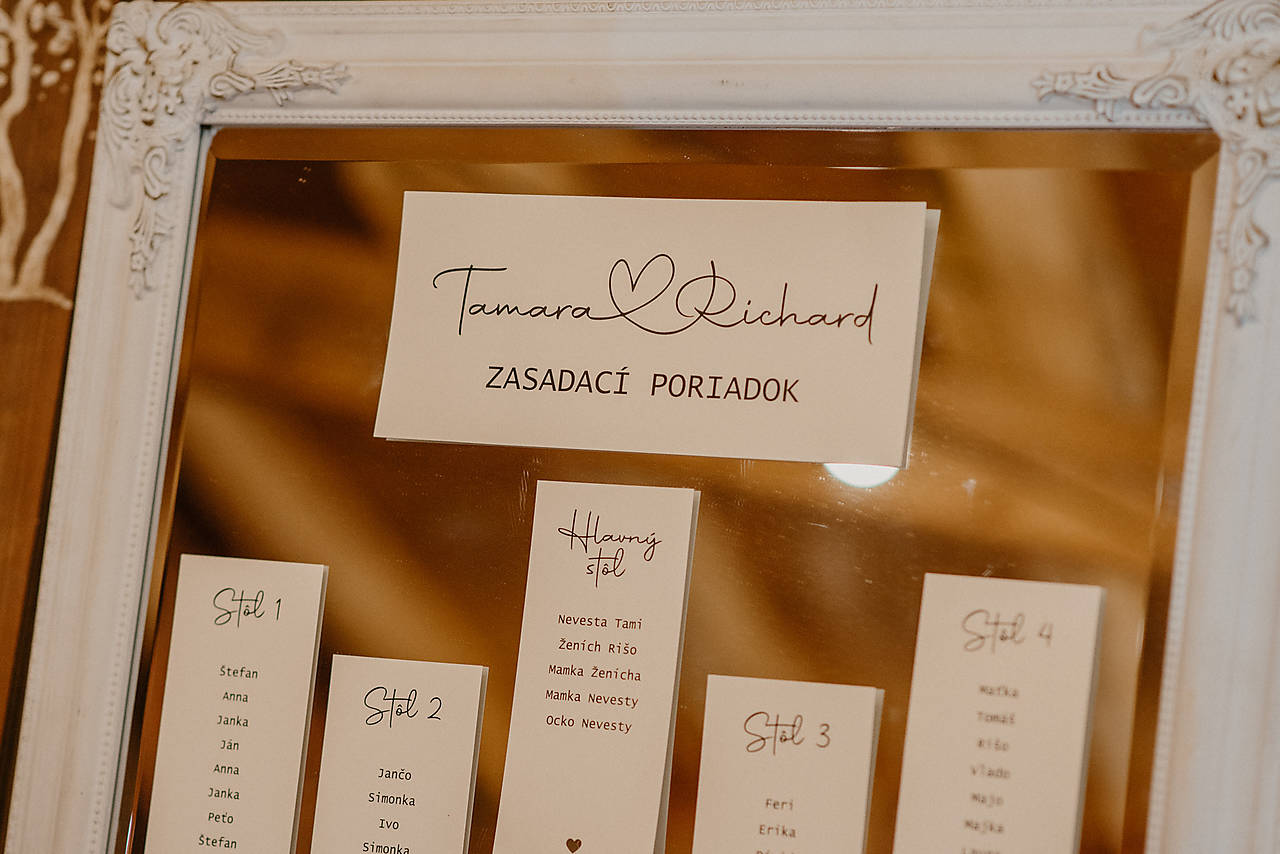 Tamara Richard
ZASADACÍ PORIADOK
Stôl 1
Štefan
Anna
Janka
Ján
Anna
Janka
Peťo
Štefan
Stôl 2
Jančo
Simonka
Ivo
Simonka
Hlavný
stôl
Nevesta Tami
Ženích Rišo
Mamka Ženícha
Mamka Nevesty
Ocko Nevesty
Stôl 3
Feri
Erika
Stôl 4
Maťka
Tomáš
Rišo
Vlado
Majo
Majka